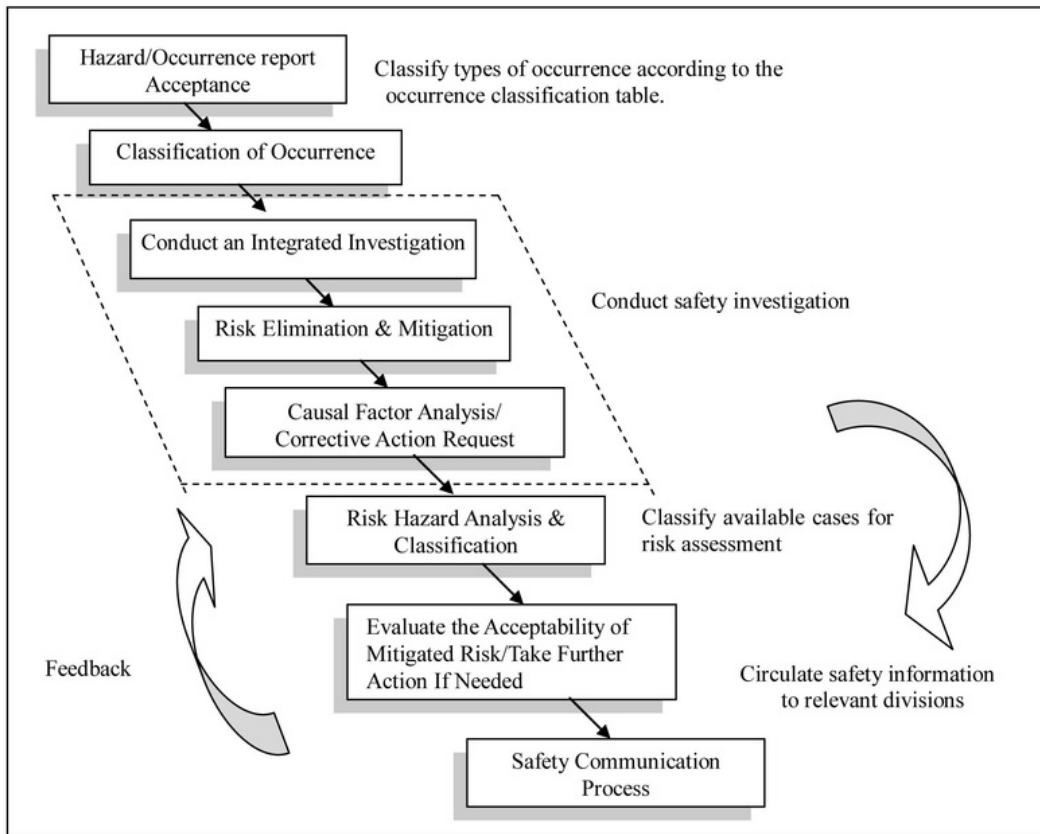 Hazard/Occurrence report
Acceptance
Classify types of occurrence according to the
occurrence classification table.
Classification of Occurrence
Conduct an Integrated Investigation
Conduct safety investigation
Risk Elimination & Mitigation
Causal Factor Analysis/
Corrective Action Request
Risk Hazard Analysis &
Classification
Classify available cases for
risk assessment
Evaluate the Acceptability of
Mitigated Risk/Take Further
Action If Needed
Feedback
Circulate safety information
to relevant divisions
Safety Communication
Process